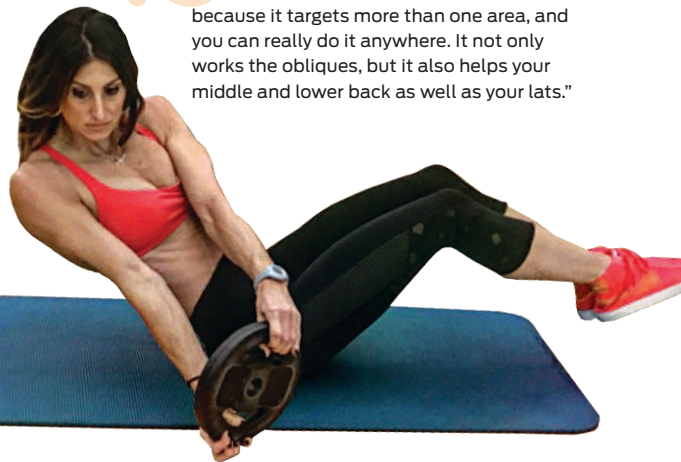 because it targets more than one area, and
you can really do it anywhere. It not only
works the obliques, but it also helps your
middle and lower back as well as your lats.”